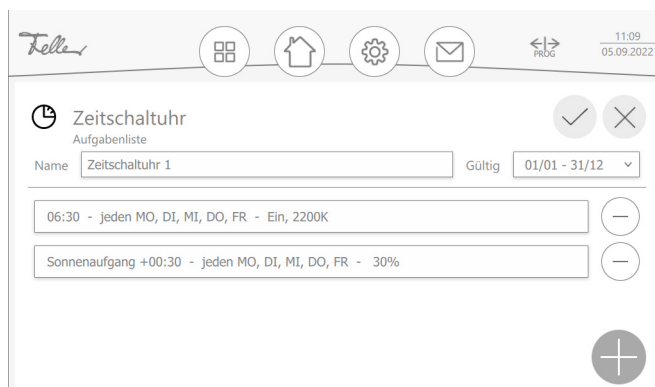 Feller
PROG
11:09
05.09.2022
Zeitschaltuhr
Aufgabenliste
Name Zeitschaltuhr 1 Gültig 01/01 - 31/12
06:30 - jeden MO, DI, MI, DO, FR - Ein, 2200K
Sonnenaufgang +00:30 - jeden MO, DI, MI, DO, FR - 30%